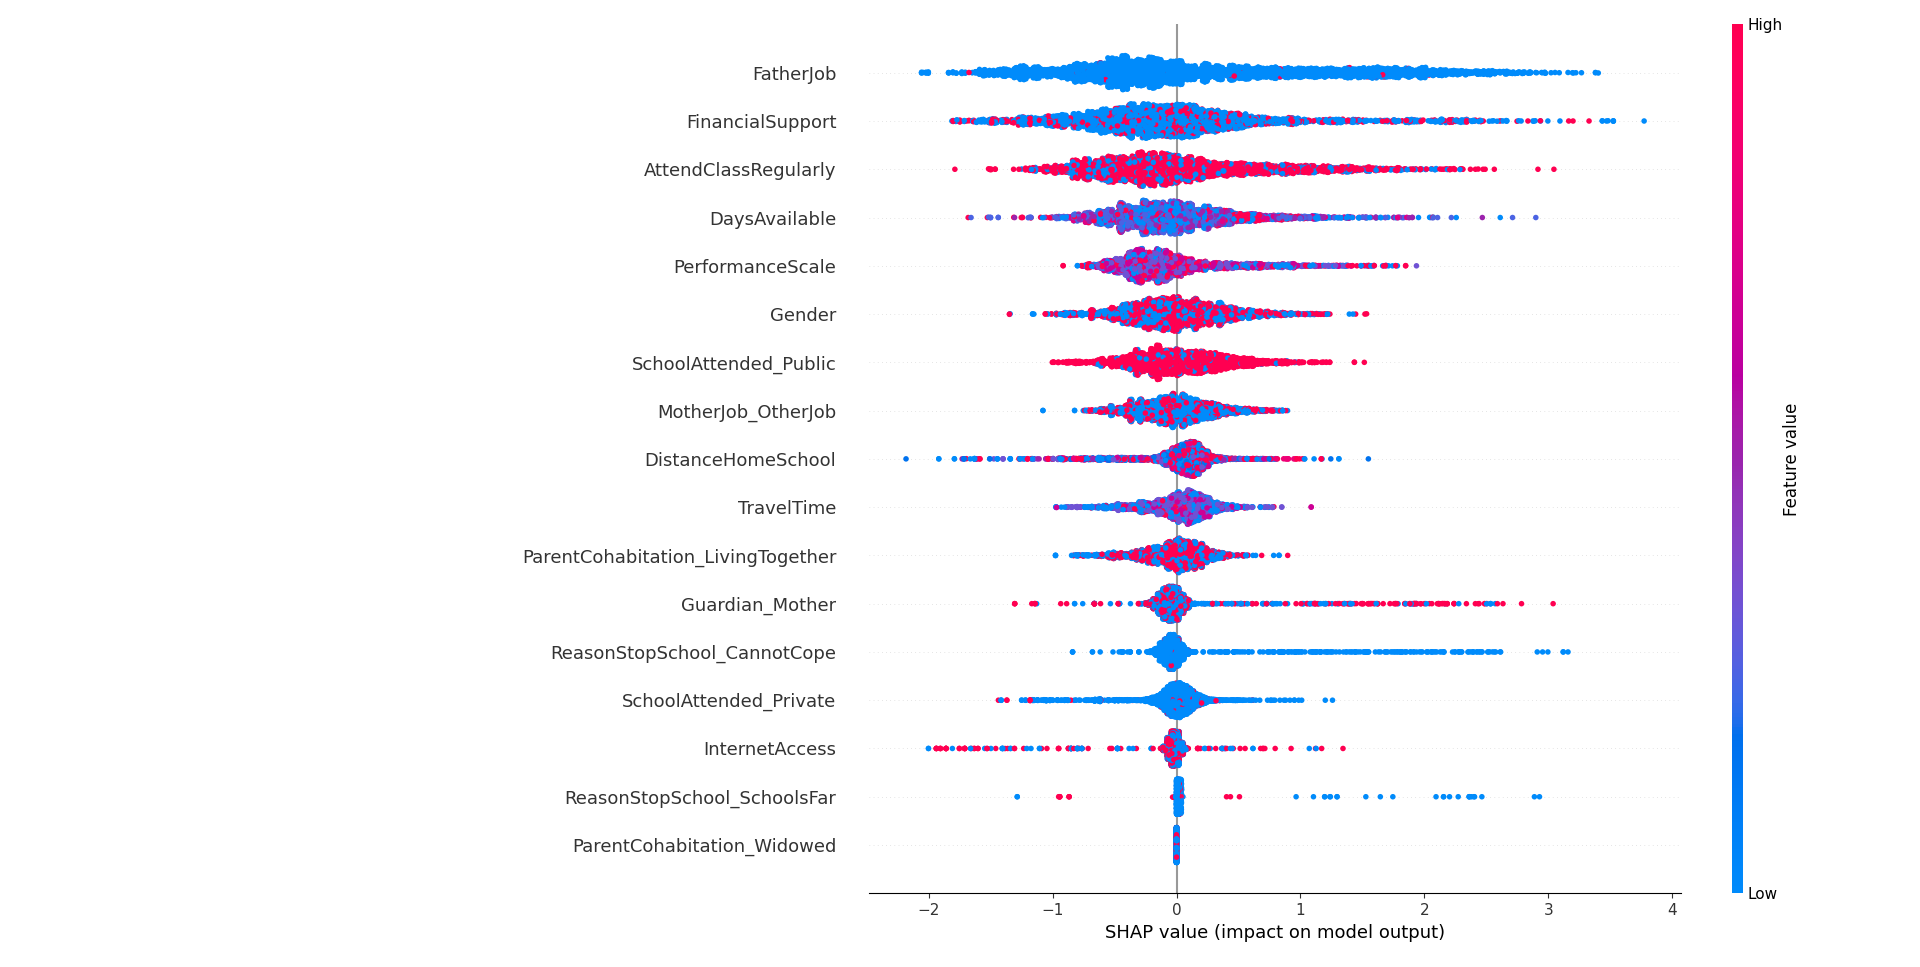 High
FatherJob
FinancialSupport
AttendClassRegularly
DaysAvailable
PerformanceScale
Gender
SchoolAttended_Public
MotherJob_OtherJob
DistanceHomeSchool
TravelTime
ParentCohabitation_LivingTogether
Guardian_Mother
ReasonStopSchool_CannotCope
SchoolAttended_Private
InternetAccess
ReasonStopSchool_SchoolsFar
ParentCohabitation_Widowed
Feature value
Low
−2 −1 0 1 2 3 4
SHAP value (impact on model output)